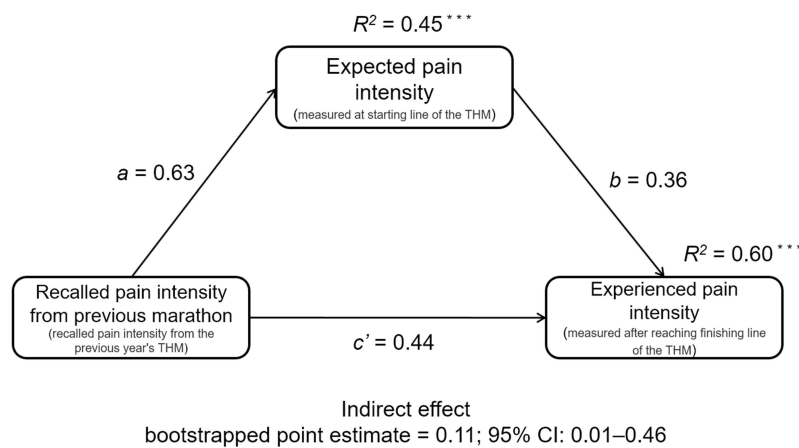 R² = 0.45***
Expected pain
intensity
(measured at starting line of the THM)
a = 0.63
b = 0.36
R² = 0.60***
Recalled pain intensity
from previous marathon
(recalled pain intensity from the
previous year's THM)
Experienced pain
intensity
(measured after reaching finishing line
of the THM)
c’ = 0.44
Indirect effect
bootstrapped point estimate = 0.11; 95% CI: 0.01–0.46